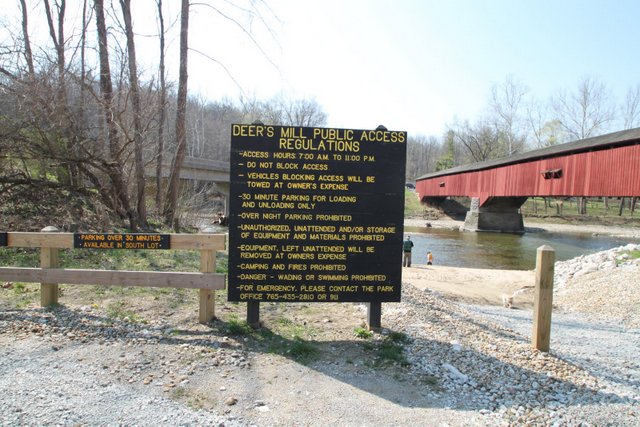 DEER'S MILL PUBLIC ACCESS
REGULATIONS
-ACCESS HOURS 7:00 A.M. TO 11:00 P.M.
- DO NOT BLOCK ACCESS
- VEHICLES BLOCKING ACCESS WILL BE
TOWED AT OWNER'S EXPENSE
-30 MINUTE PARKING FOR LOADING
AND UNLOADING ONLY
-OVER NIGHT PARKING PROHIBITED
-UNAUTHORIZED, UNATTENDED AND/OR STORAGE
OF EQUIPMENT AND MATERIALS PROHIBITED
-EQUIPMENT, LEFT UNATTENDED WILL BE
REMOVED AT OWNERS EXPENSE
-CAMPING AND FIRES PROHIBITED
-DANGER - WADING OR SWIMMING PROHIBITED
-FOR EMERGENCY, PLEASE CONTACT THE PARK
OFFICE 765-435-2810 OR 911
-PARKING OVER 30 MINUTES
AVAILABLE IN SOUTH LOT-